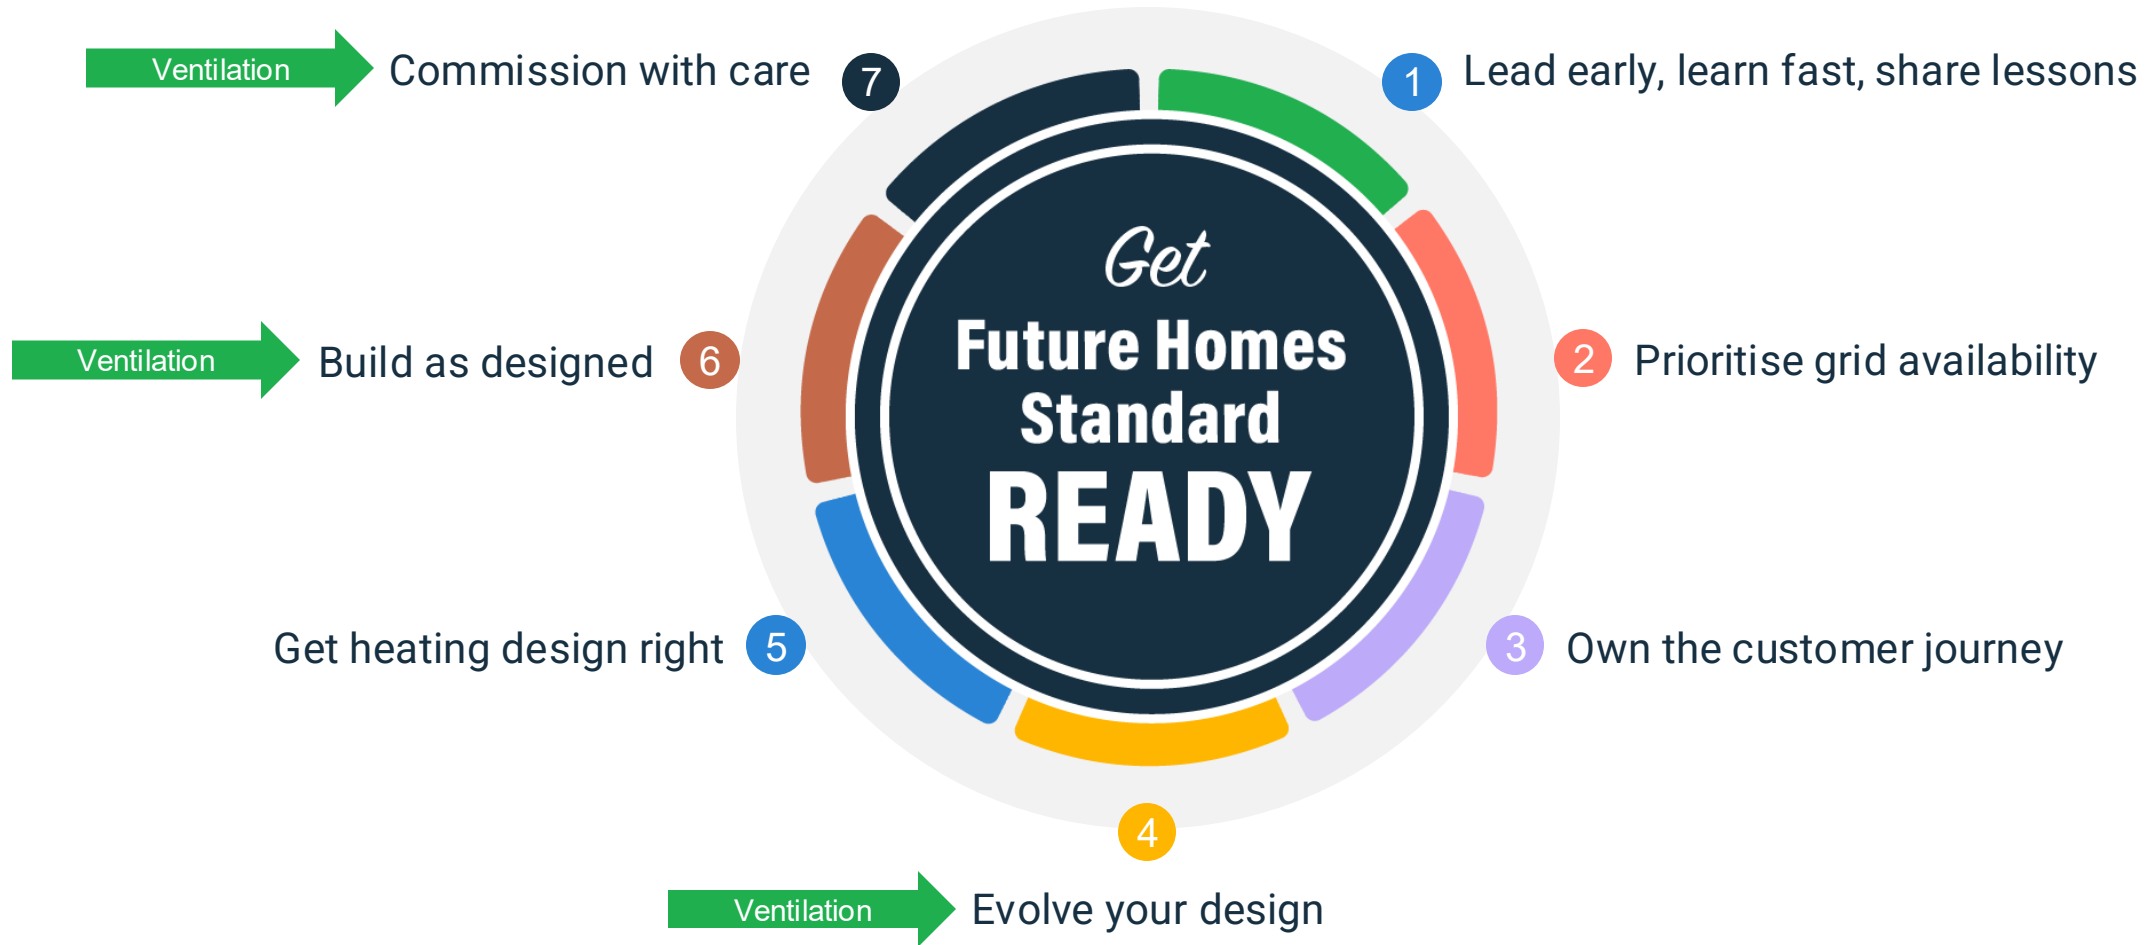 Get
Future Homes
Standard
READY
1 Lead early, learn fast, share lessons
2 Prioritise grid availability
3 Own the customer journey
4
Ventilation Evolve your design
Get heating design right 5
Ventilation Build as designed 6
Ventilation Commission with care 7